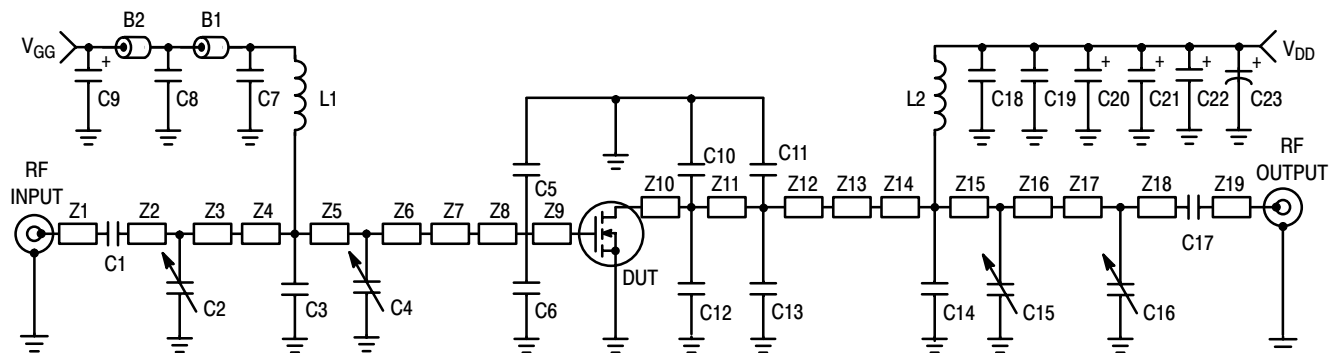 B2 B1
VGG VDD
+ + + + +
C9 C8 C7 L1 L2 C18 C19 C20 C21 C22 C23
C10 C11
RF INPUT
RF OUTPUT
C5
Z1 Z2 Z3 Z4 Z5 Z6 Z7 Z8 Z9 Z10 Z11 Z12 Z13 Z14 Z15 Z16 Z17 Z18 Z19
C1 C17
DUT
C2 C3 C4 C6 C12 C13 C14 C15 C16